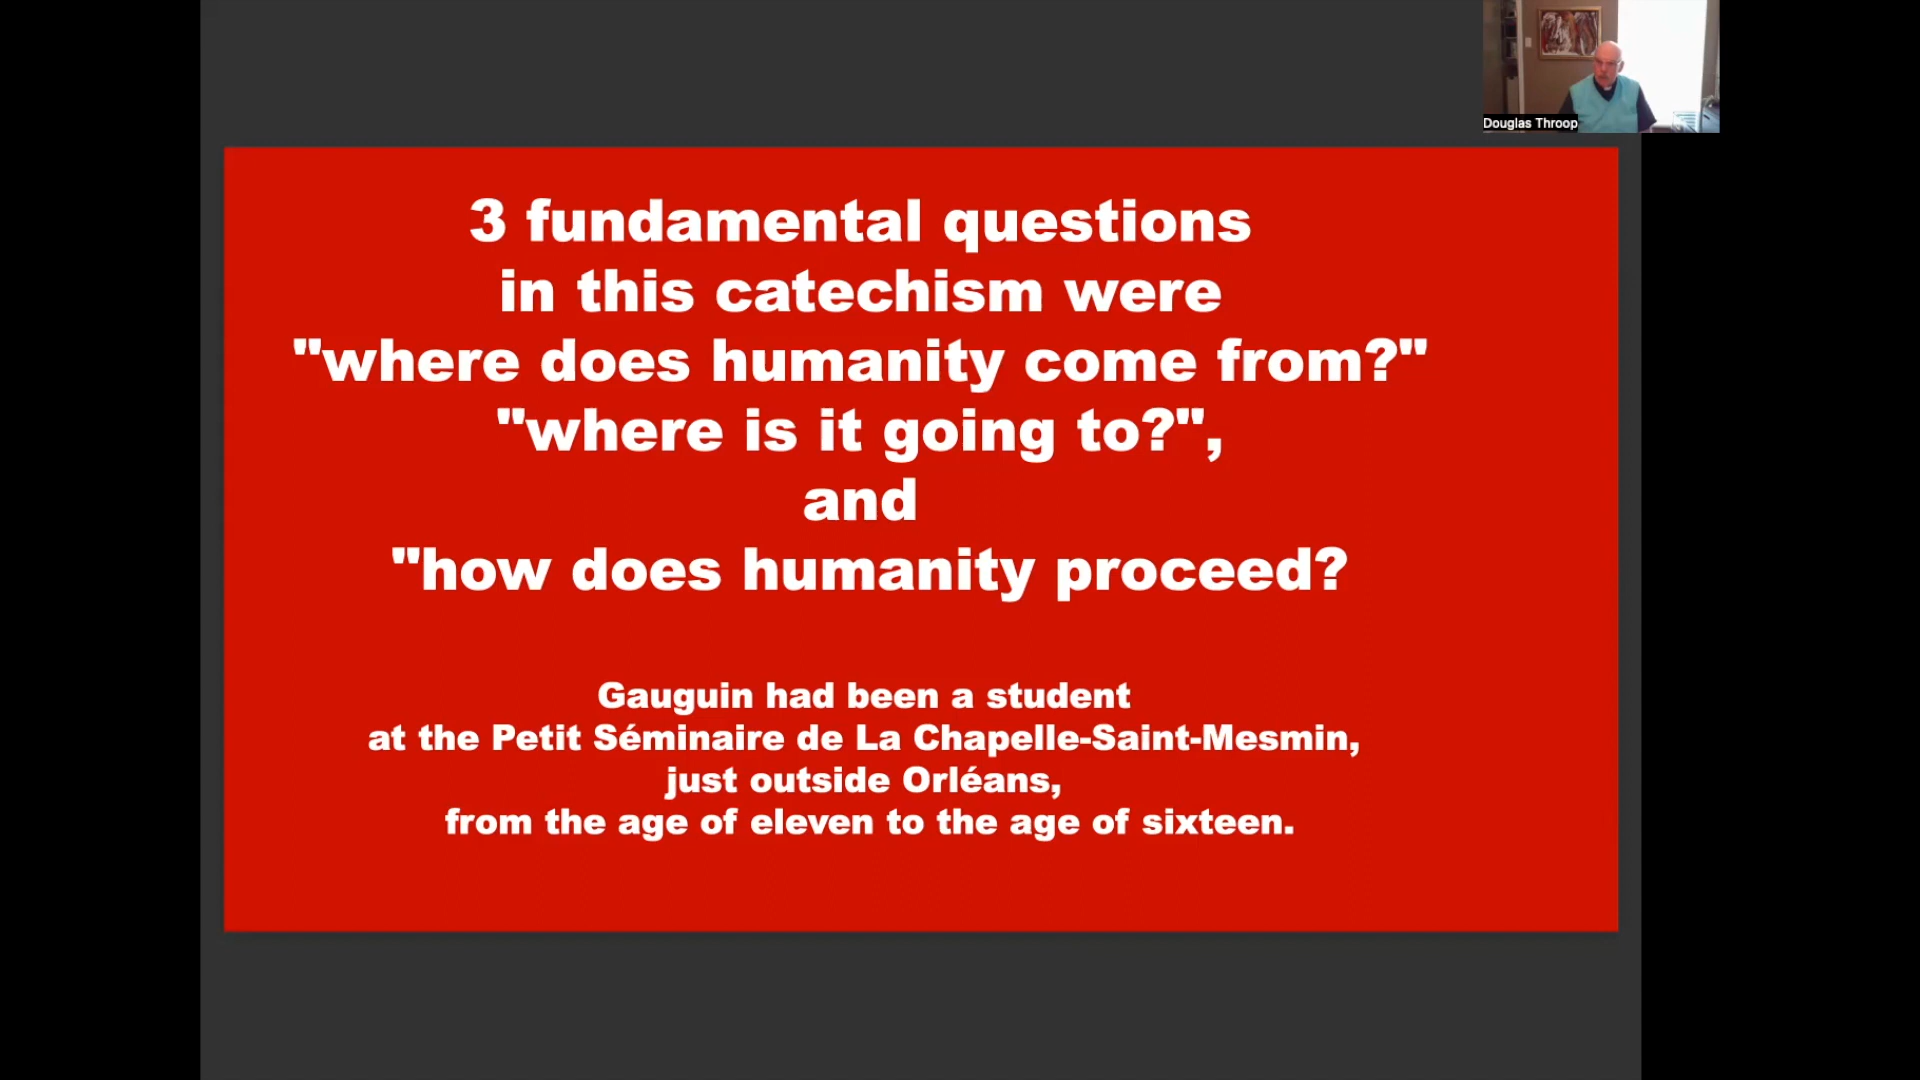 Douglas Throop
3 fundamental questions
in this catechism were
"where does humanity come from?"
"where is it going to?",
and
"how does humanity proceed?
Gauguin had been a student
at the Petit Séminaire de La Chapelle-Saint-Mesmin,
just outside Orléans,
from the age of eleven to the age of sixteen.